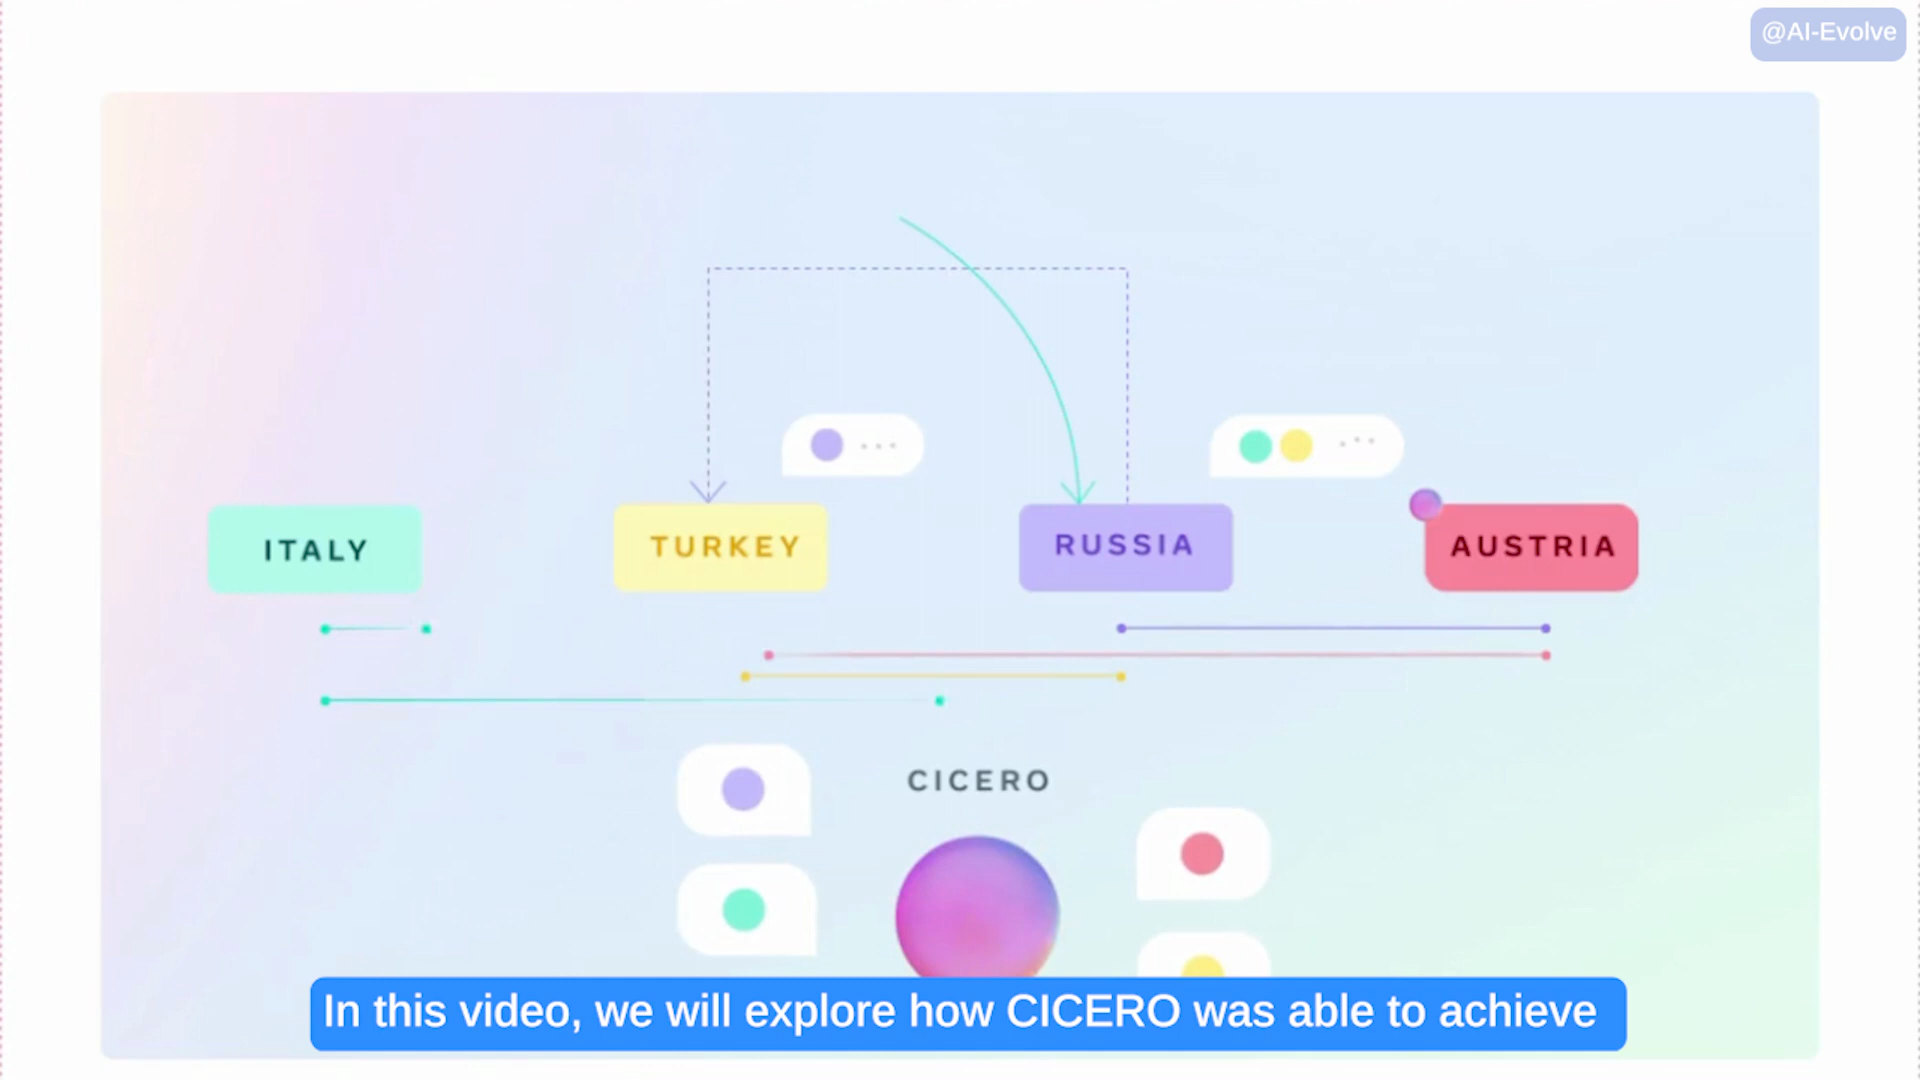 @AI-Evolve
ITALY
TURKEY
RUSSIA
AUSTRIA
CICERO
In this video, we will explore how CICERO was able to achieve